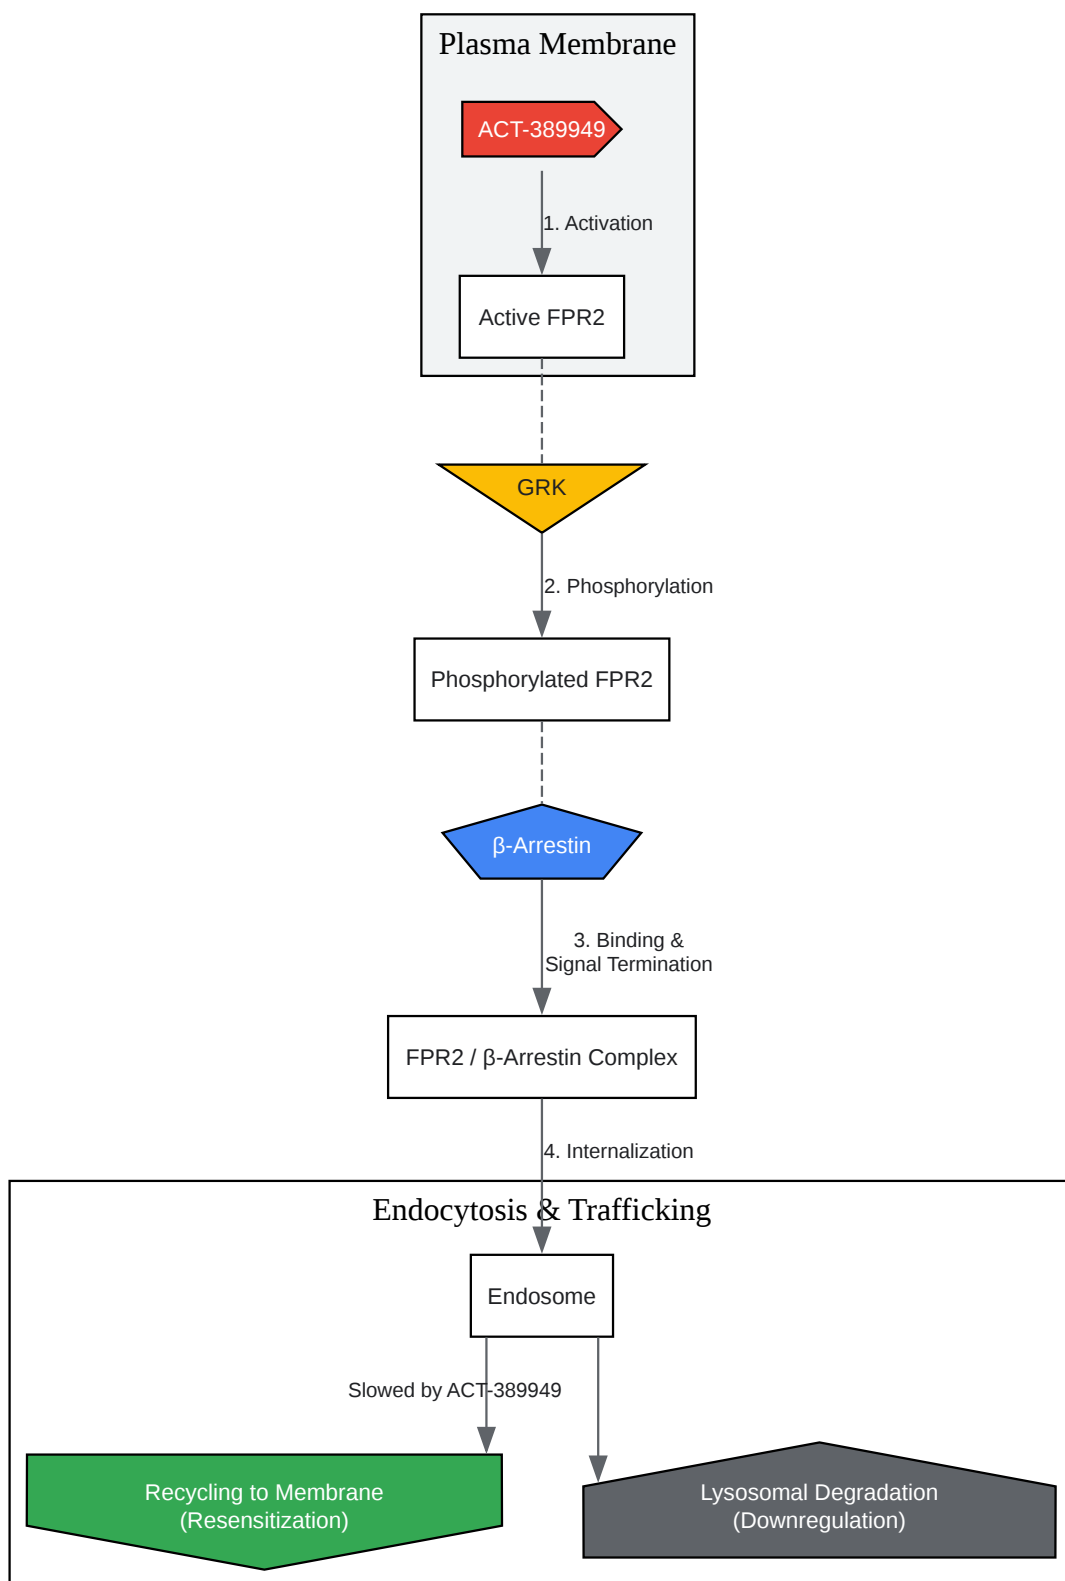 Plasma Membrane
ACT-389949
1. Activation
Active FPR2
GRK
2. Phosphorylation
Phosphorylated FPR2
β-Arrestin
3. Binding &
Signal Termination
FPR2 / β-Arrestin Complex
4. Internalization
Endocytosis & Trafficking
Endosome
Slowed by ACT-389949
Recycling to Membrane
(Resensitization)
Lysosomal Degradation
(Downregulation)